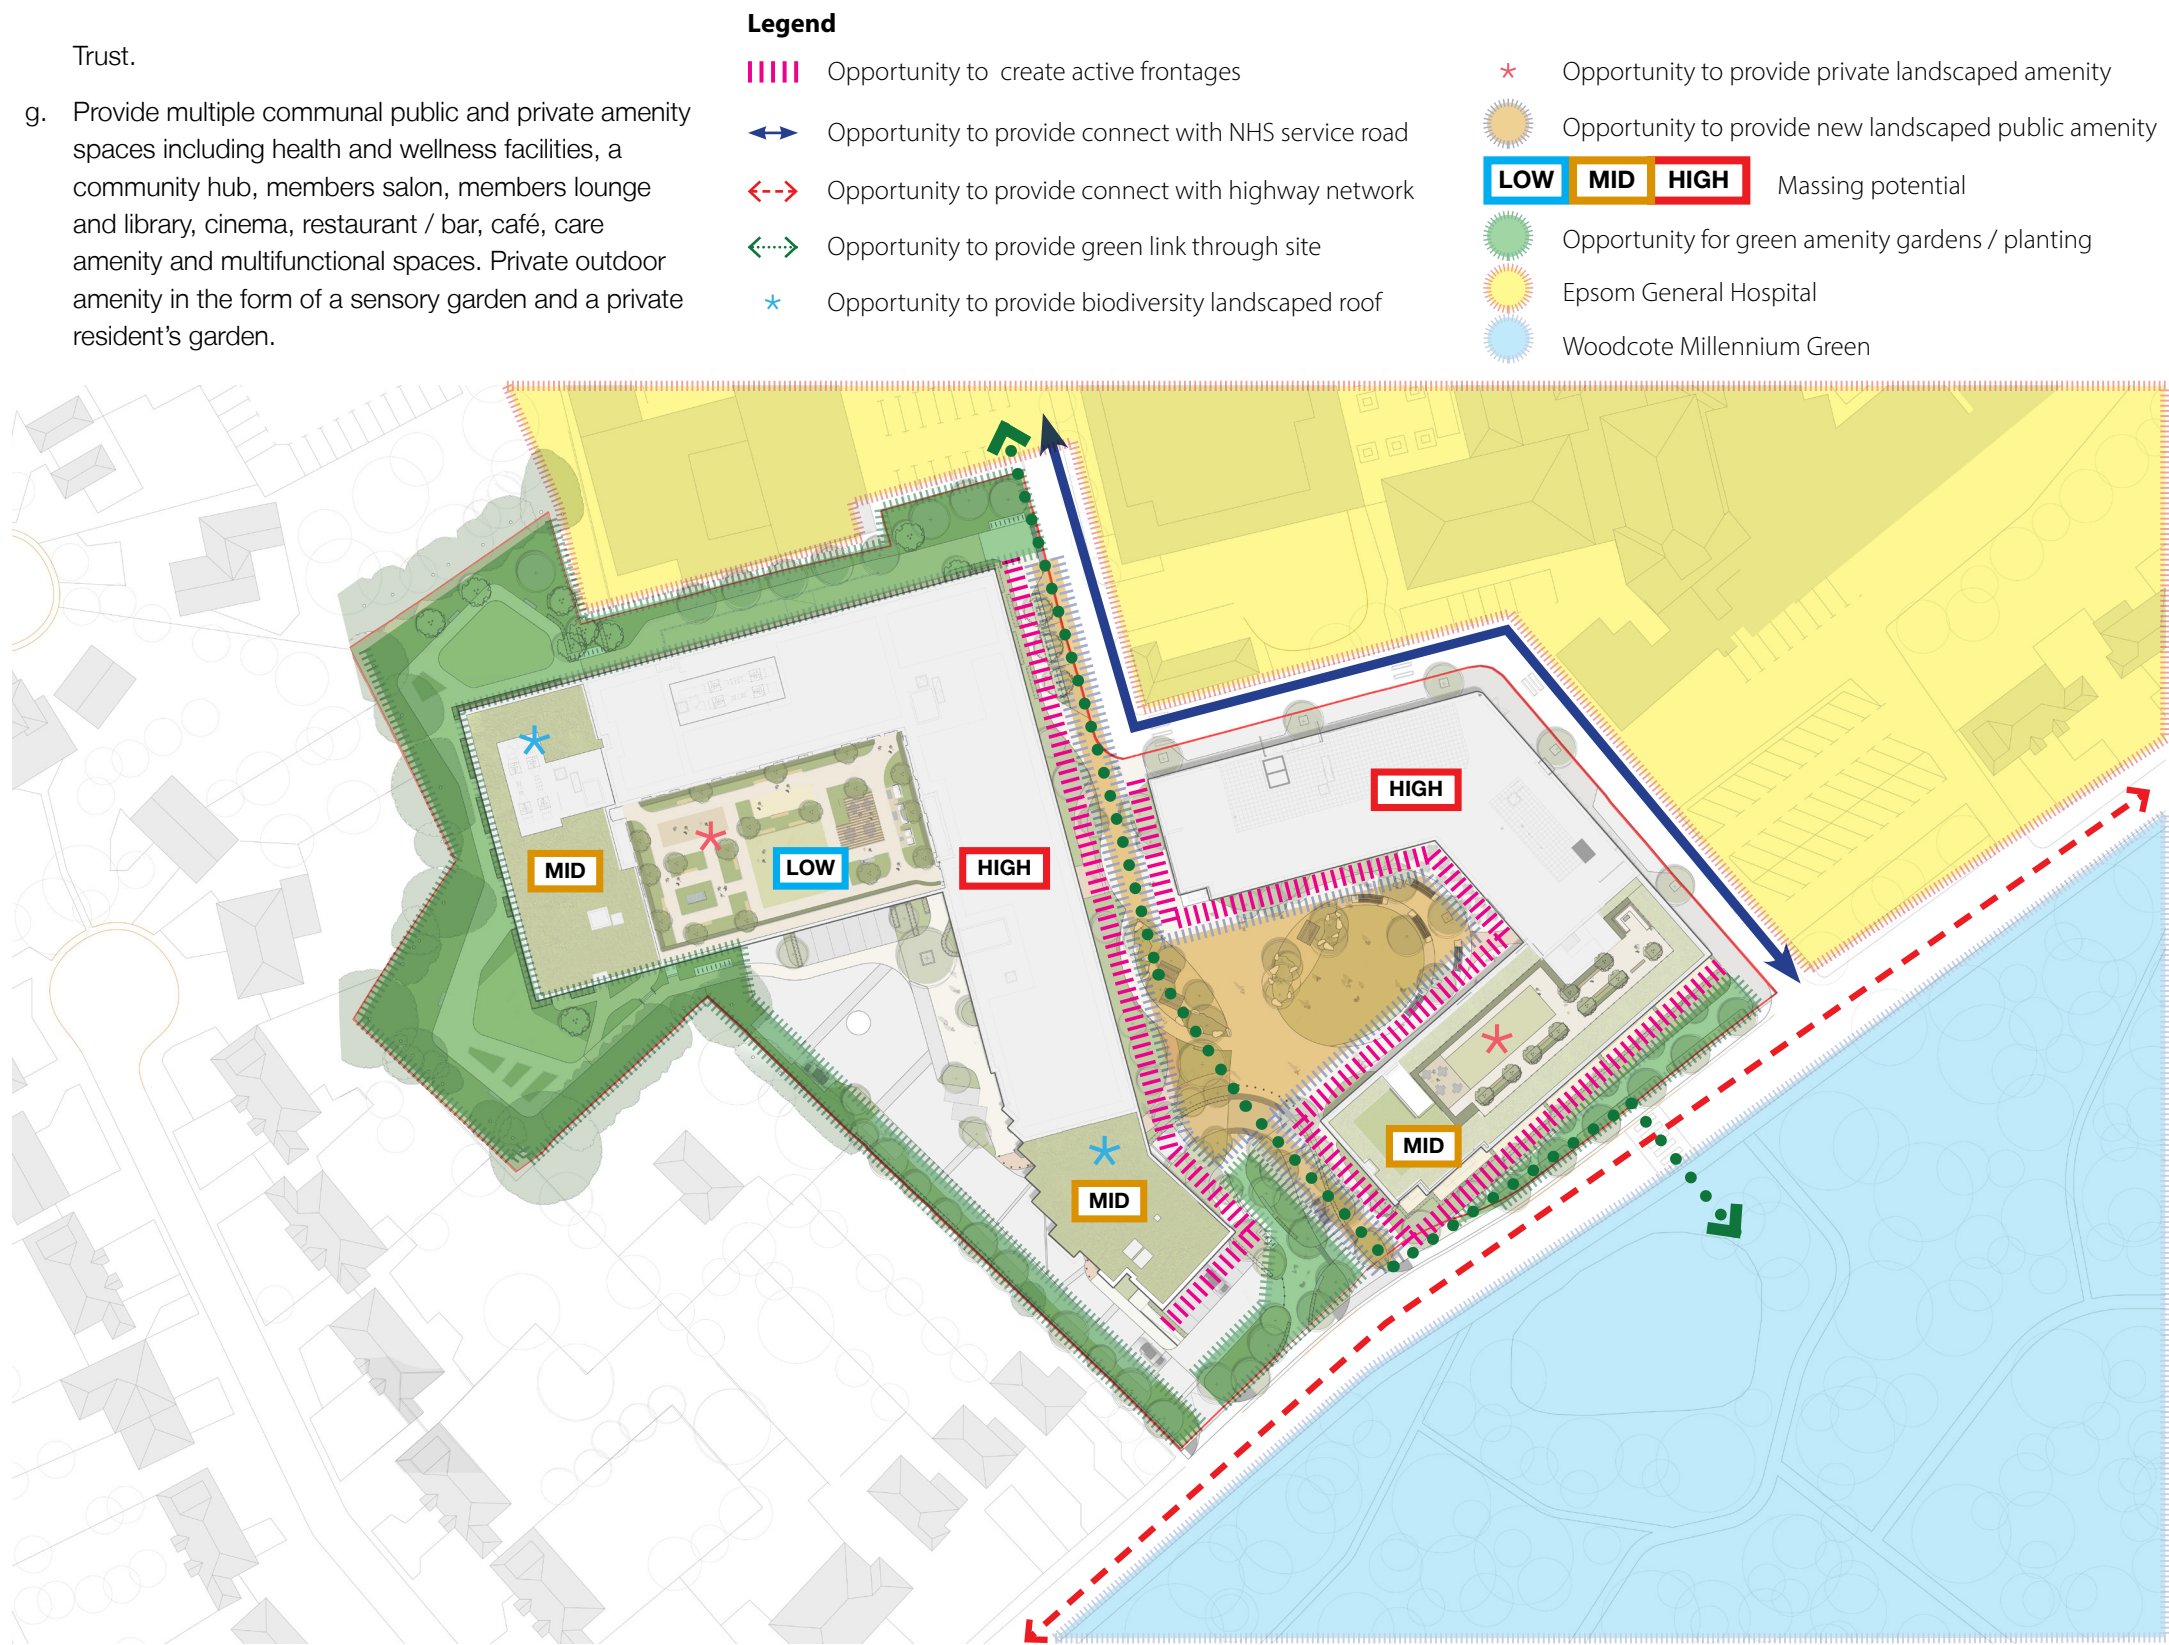 Trust.
g. Provide multiple communal public and private amenity
spaces including health and wellness facilities, a
community hub, members salon, members lounge
and library, cinema, restaurant / bar, café, care
amenity and multifunctional spaces. Private outdoor
amenity in the form of a sensory garden and a private
resident's garden.
Legend
Opportunity to create active frontages
Opportunity to provide connect with NHS service road
Opportunity to provide connect with highway network
Opportunity to provide green link through site
Opportunity to provide biodiversity landscaped roof
Opportunity to provide private landscaped amenity
Opportunity to provide new landscaped public amenity
LOW MID HIGH Massing potential
Opportunity for green amenity gardens / planting
Epsom General Hospital
Woodcote Millennium Green
HIGH
MID
LOW
HIGH
MID
MID